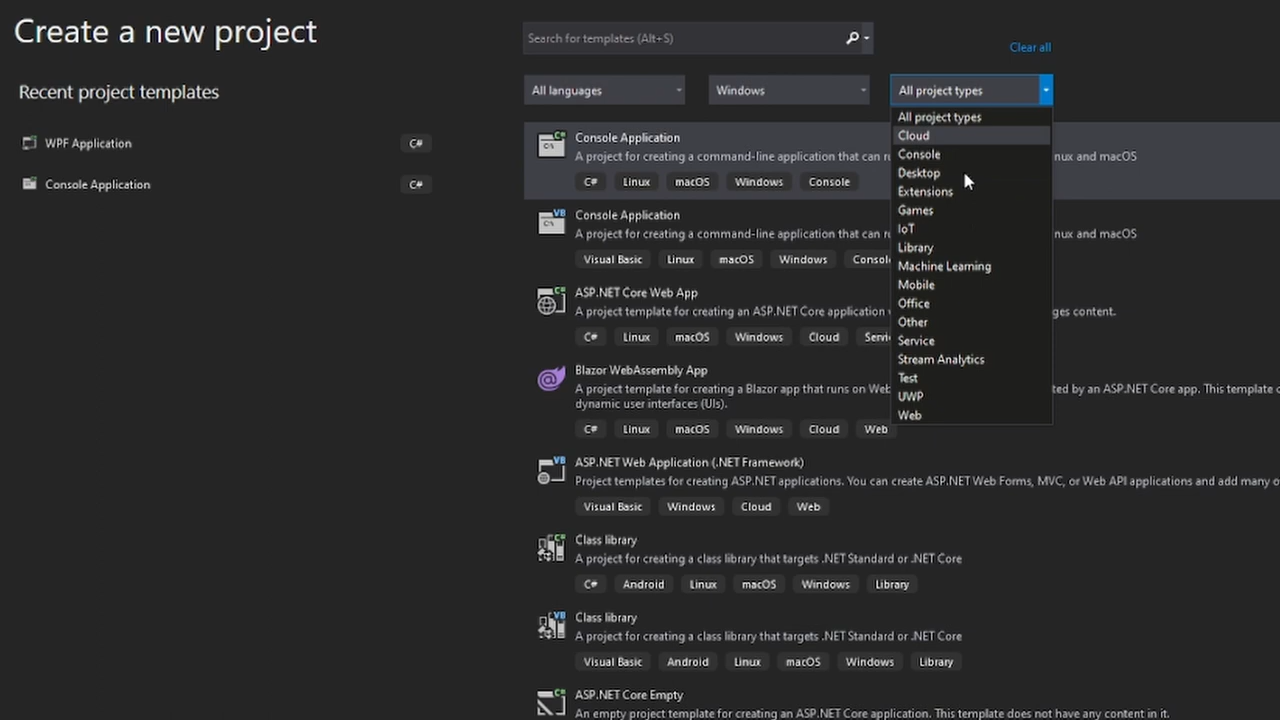 Create a new project
Search for templates (Alt+S)
Clear all
Recent project templates
All languages
Windows
All project types
WPF Application
C#
Console Application
C#
All project types
Cloud
Console
Desktop
Extensions
Games
IoT
Library
Machine Learning
Mobile
Office
Other
Service
Stream Analytics
Test
UWP
Web
Console Application
A project for creating a command-line application that can nux and macOS
C# Linux macOS Windows Console
Console Application
A project for creating a command-line application that can nux and macOS
Visual Basic Linux macOS Windows Console
ASP.NET Core Web App
A project template for creating an ASP.NET Core application ges content.
C# Linux macOS Windows Cloud Servi
Blazor WebAssembly App
A project template for creating a Blazor app that runs on Web ted by an ASP.NET Core app. This template
dynamic user interfaces (UIs).
C# Linux macOS Windows Cloud Web
ASP.NET Web Application (.NET Framework)
Project templates for creating ASP.NET applications. You can create ASP.NET Web Forms, MVC, or Web API applications and add many
Visual Basic Windows Cloud Web
Class library
A project for creating a class library that targets .NET Standard or .NET Core
C# Android Linux macOS Windows Library
Class library
A project for creating a class library that targets .NET Standard or .NET Core
Visual Basic Android Linux macOS Windows Library
ASP.NET Core Empty
An empty project template for creating an ASP.NET Core application. This template does not have any content in it.